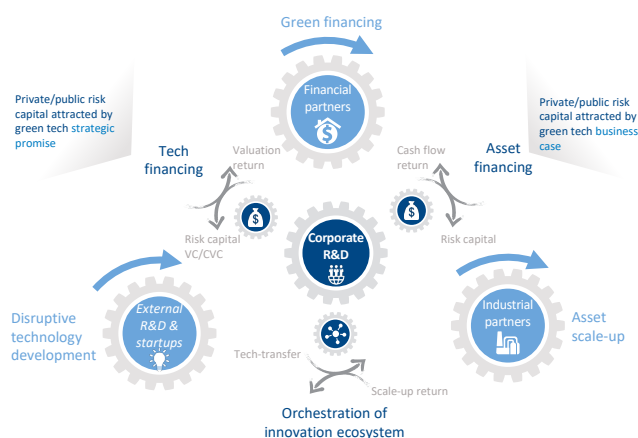 Green financing
Financial
partners
Private/public risk
capital attracted by
green tech strategic
promise
Private/public risk
capital attracted by
green tech business
case
Tech
financing
Valuation
return
Cash flow
return
Asset
financing
Risk capital
VC/CVC
Corporate
R&D
Risk capital
Disruptive
technology
development
External
R&D &
startups
Industrial
partners
Asset
scale-up
Tech-transfer
Scale-up return
Orchestration of
innovation ecosystem